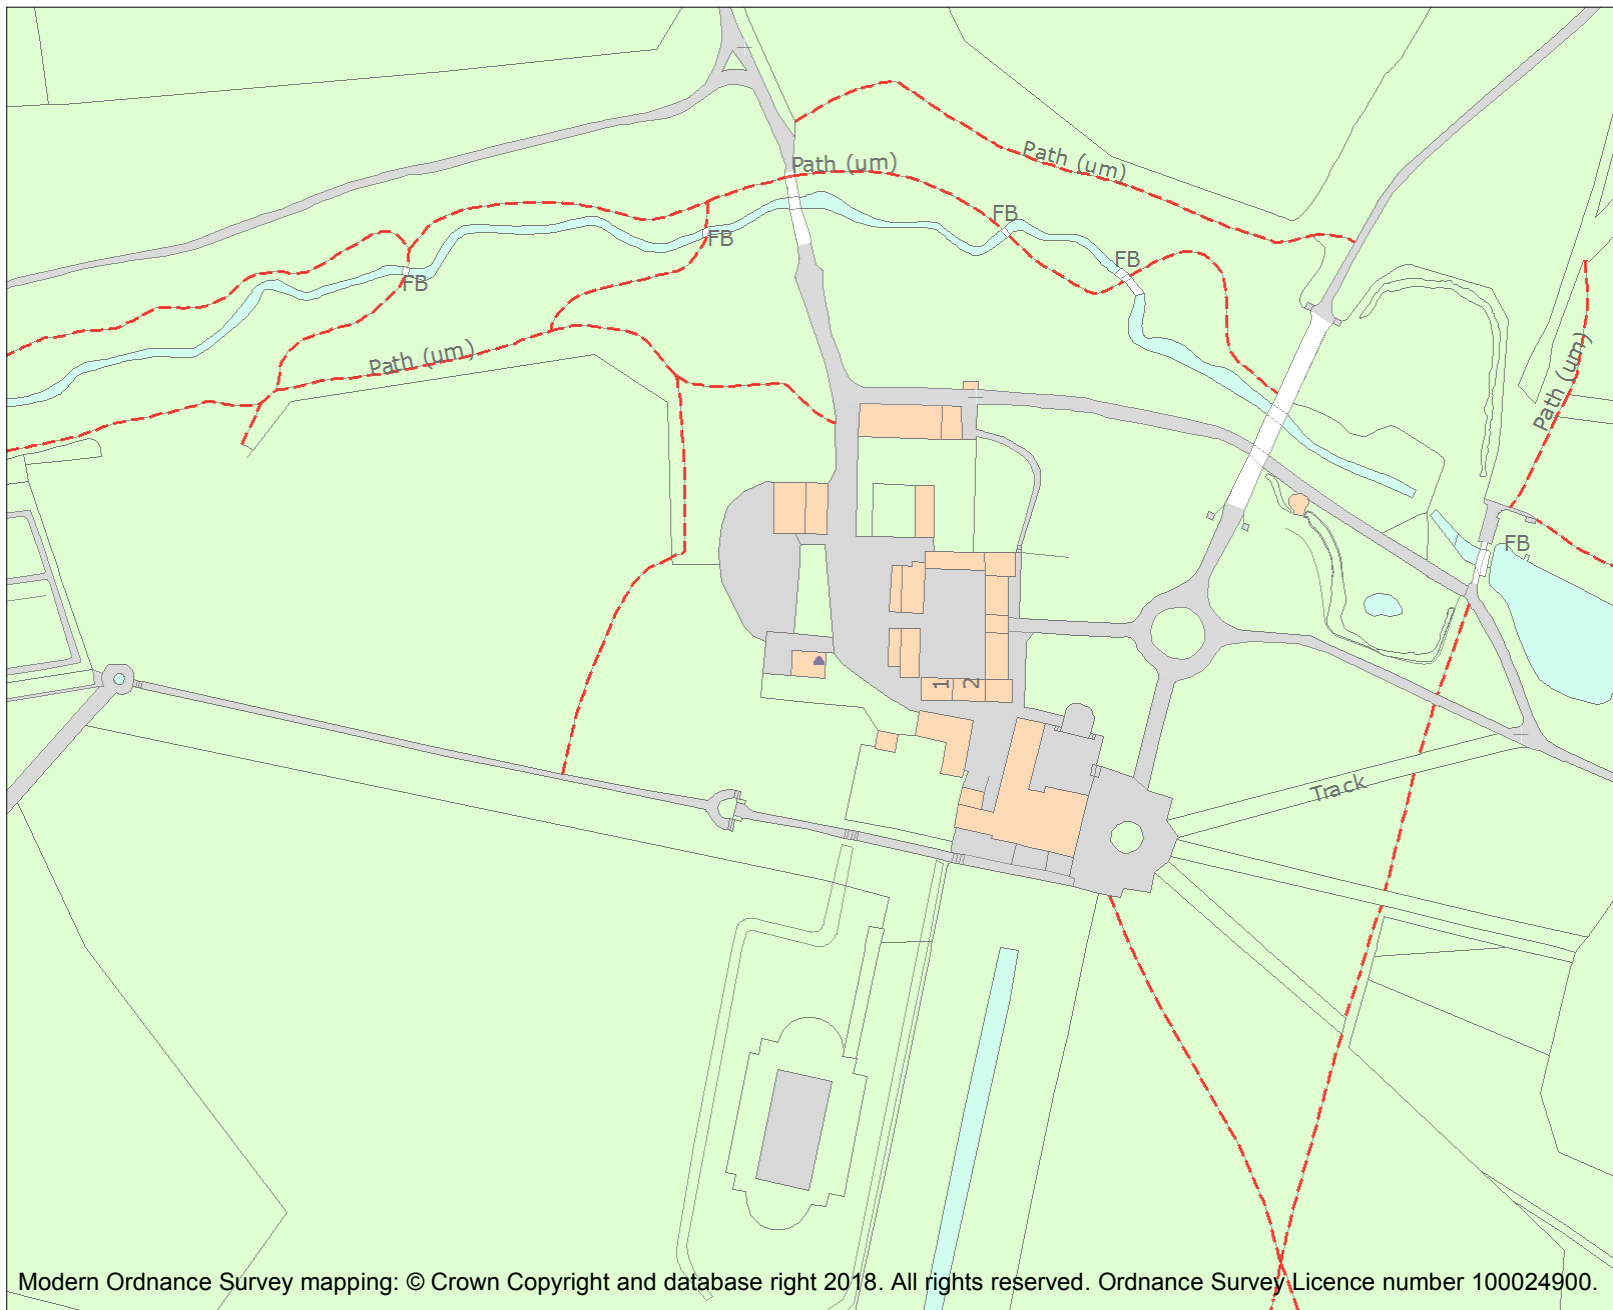 Path (um)
Path (um)
FB
FB
FB
FB
Path (um)
Path (um)
FB
1
2
Track
Modern Ordnance Survey mapping: © Crown Copyright and database right 2018. All rights reserved. Ordnance Survey Licence number 100024900.